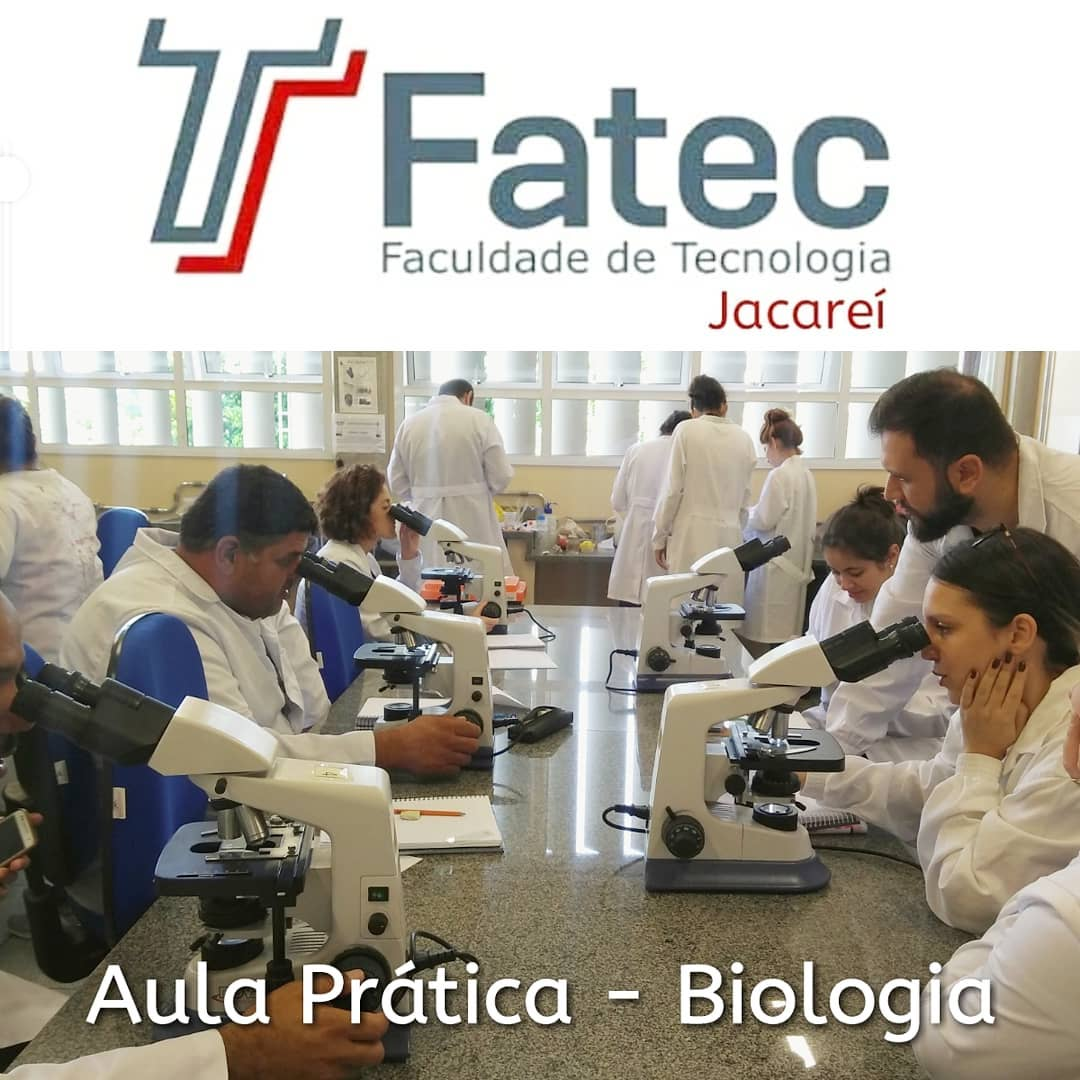 Fatec
Faculdade de Tecnologia
Jacareí
Aula Prática - Biologia